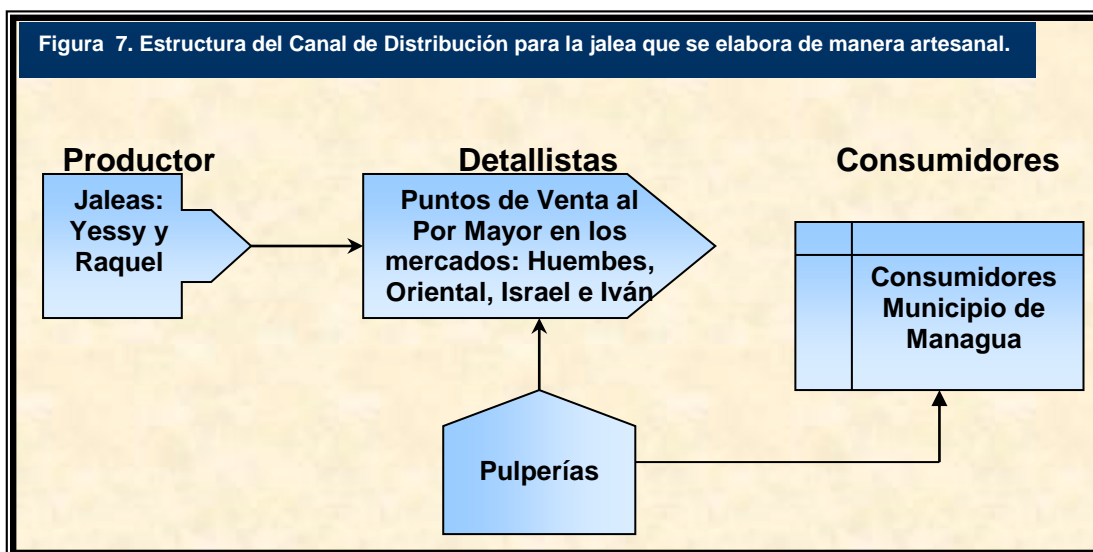 Figura 7. Estructura del Canal de Distribución para la jalea que se elabora de manera artesanal.
Productor
Jaleas:
Yessy y
Raquel
Detallistas
Puntos de Venta al
Por Mayor en los
mercados: Huembes,
Oriental, Israel e Iván
Consumidores
Consumidores
Municipio de
Managua
Pulperías